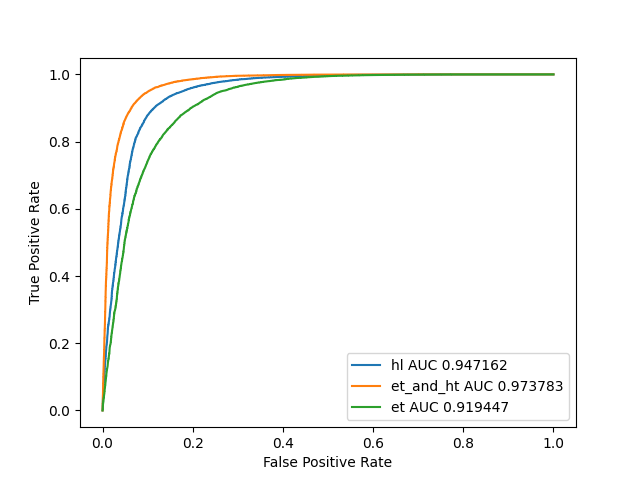 1.0
0.8
0.6
0.4
0.2
0.0
True Positive Rate
hl AUC 0.947162
et_and_ht AUC 0.973783
et AUC 0.919447
0.0 0.2 0.4 0.6 0.8 1.0
False Positive Rate